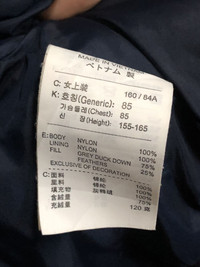 MADE IN VIETNAM
ベトナム 製
C: 女上装 160 / 84A
K: 호칭(Generic): 85
가슴둘레(Chest): 85
신 장(Height): 155-165
E: BODY NYLON 100%
LINING NYLON 100%
FILL GREY DUCK DOWN 75%
FEATHERS 25%
EXCLUSIVE OF DECORATION
C: 面料 锦纶 100%
里料 锦纶 100%
填充物 灰鸭绒
含绒量 75%
充绒量 120 克